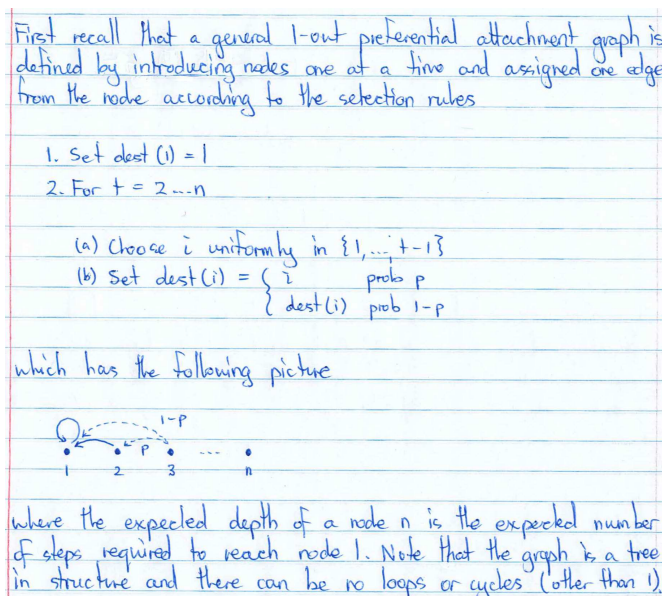 First recall that a general 1-out preferential attachment graph is
defined by introducing nodes one at a time and assigned one edge
from the node according to the selection rules
1. Set dest (1) = 1
2. For t = 2 ... n
(a) Choose i uniformly in {1,...,t-1}
(b) Set dest(i) = { i prob p
{ dest(i) prob 1-p
which has the following picture
1-p
p
...
1 2 3 n
where the expected depth of a node n is the expected number
of steps required to reach node 1. Note that the graph is a tree
in structure and there can be no loops or cycles (other than 1)